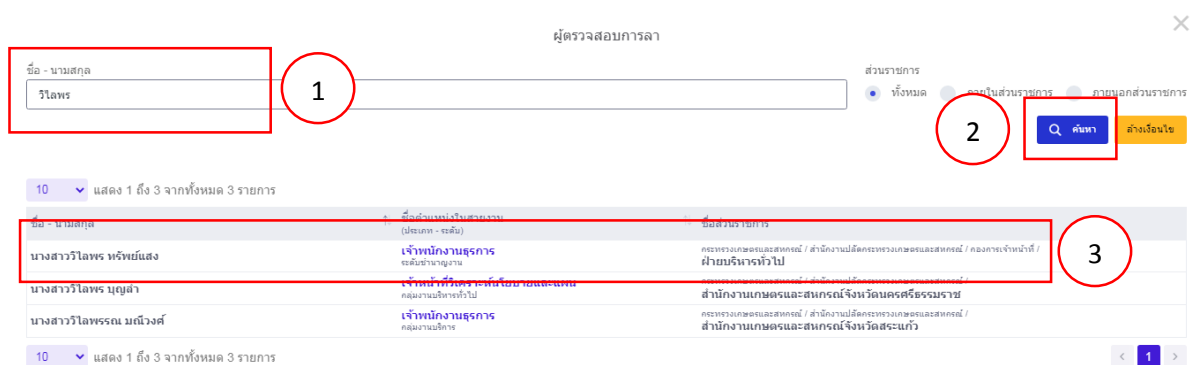 ผู้ตรวจสอบการลา
ชื่อ - นามสกุล
ส่วนราชการ
วิไลพร
1
ทั้งหมด ภายในส่วนราชการ ภายนอกส่วนราชการ
2
ค้นหา ล้างเงื่อนไข
10 แสดง 1 ถึง 3 จากทั้งหมด 3 รายการ
ชื่อ - นามสกุล ชื่อตำแหน่งในสายงาน ชื่อส่วนราชการ
(ประเภท - ระดับ)
นางสาววิไลพร ทรัพย์แสง เจ้าพนักงานธุรการ กระทรวงเกษตรและสหกรณ์ / สำนักงานปลัดกระทรวงเกษตรและสหกรณ์ / กองการเจ้าหน้าที่ /
ระดับชำนาญงาน ฝ่ายบริหารทั่วไป
3
นางสาววิไลพร บุญลำ เจ้าหน้าที่วิเคราะห์นโยบายและแผน กระทรวงเกษตรและสหกรณ์ / สำนักงานปลัดกระทรวงเกษตรและสหกรณ์ /
กลุ่มงานบริหารทั่วไป สำนักงานเกษตรและสหกรณ์จังหวัดนครศรีธรรมราช
นางสาววิไลพรรณ มณีวงศ์ เจ้าพนักงานธุรการ กระทรวงเกษตรและสหกรณ์ / สำนักงานปลัดกระทรวงเกษตรและสหกรณ์ /
กลุ่มงานบริการ สำนักงานเกษตรและสหกรณ์จังหวัดสระแก้ว
10 แสดง 1 ถึง 3 จากทั้งหมด 3 รายการ
1